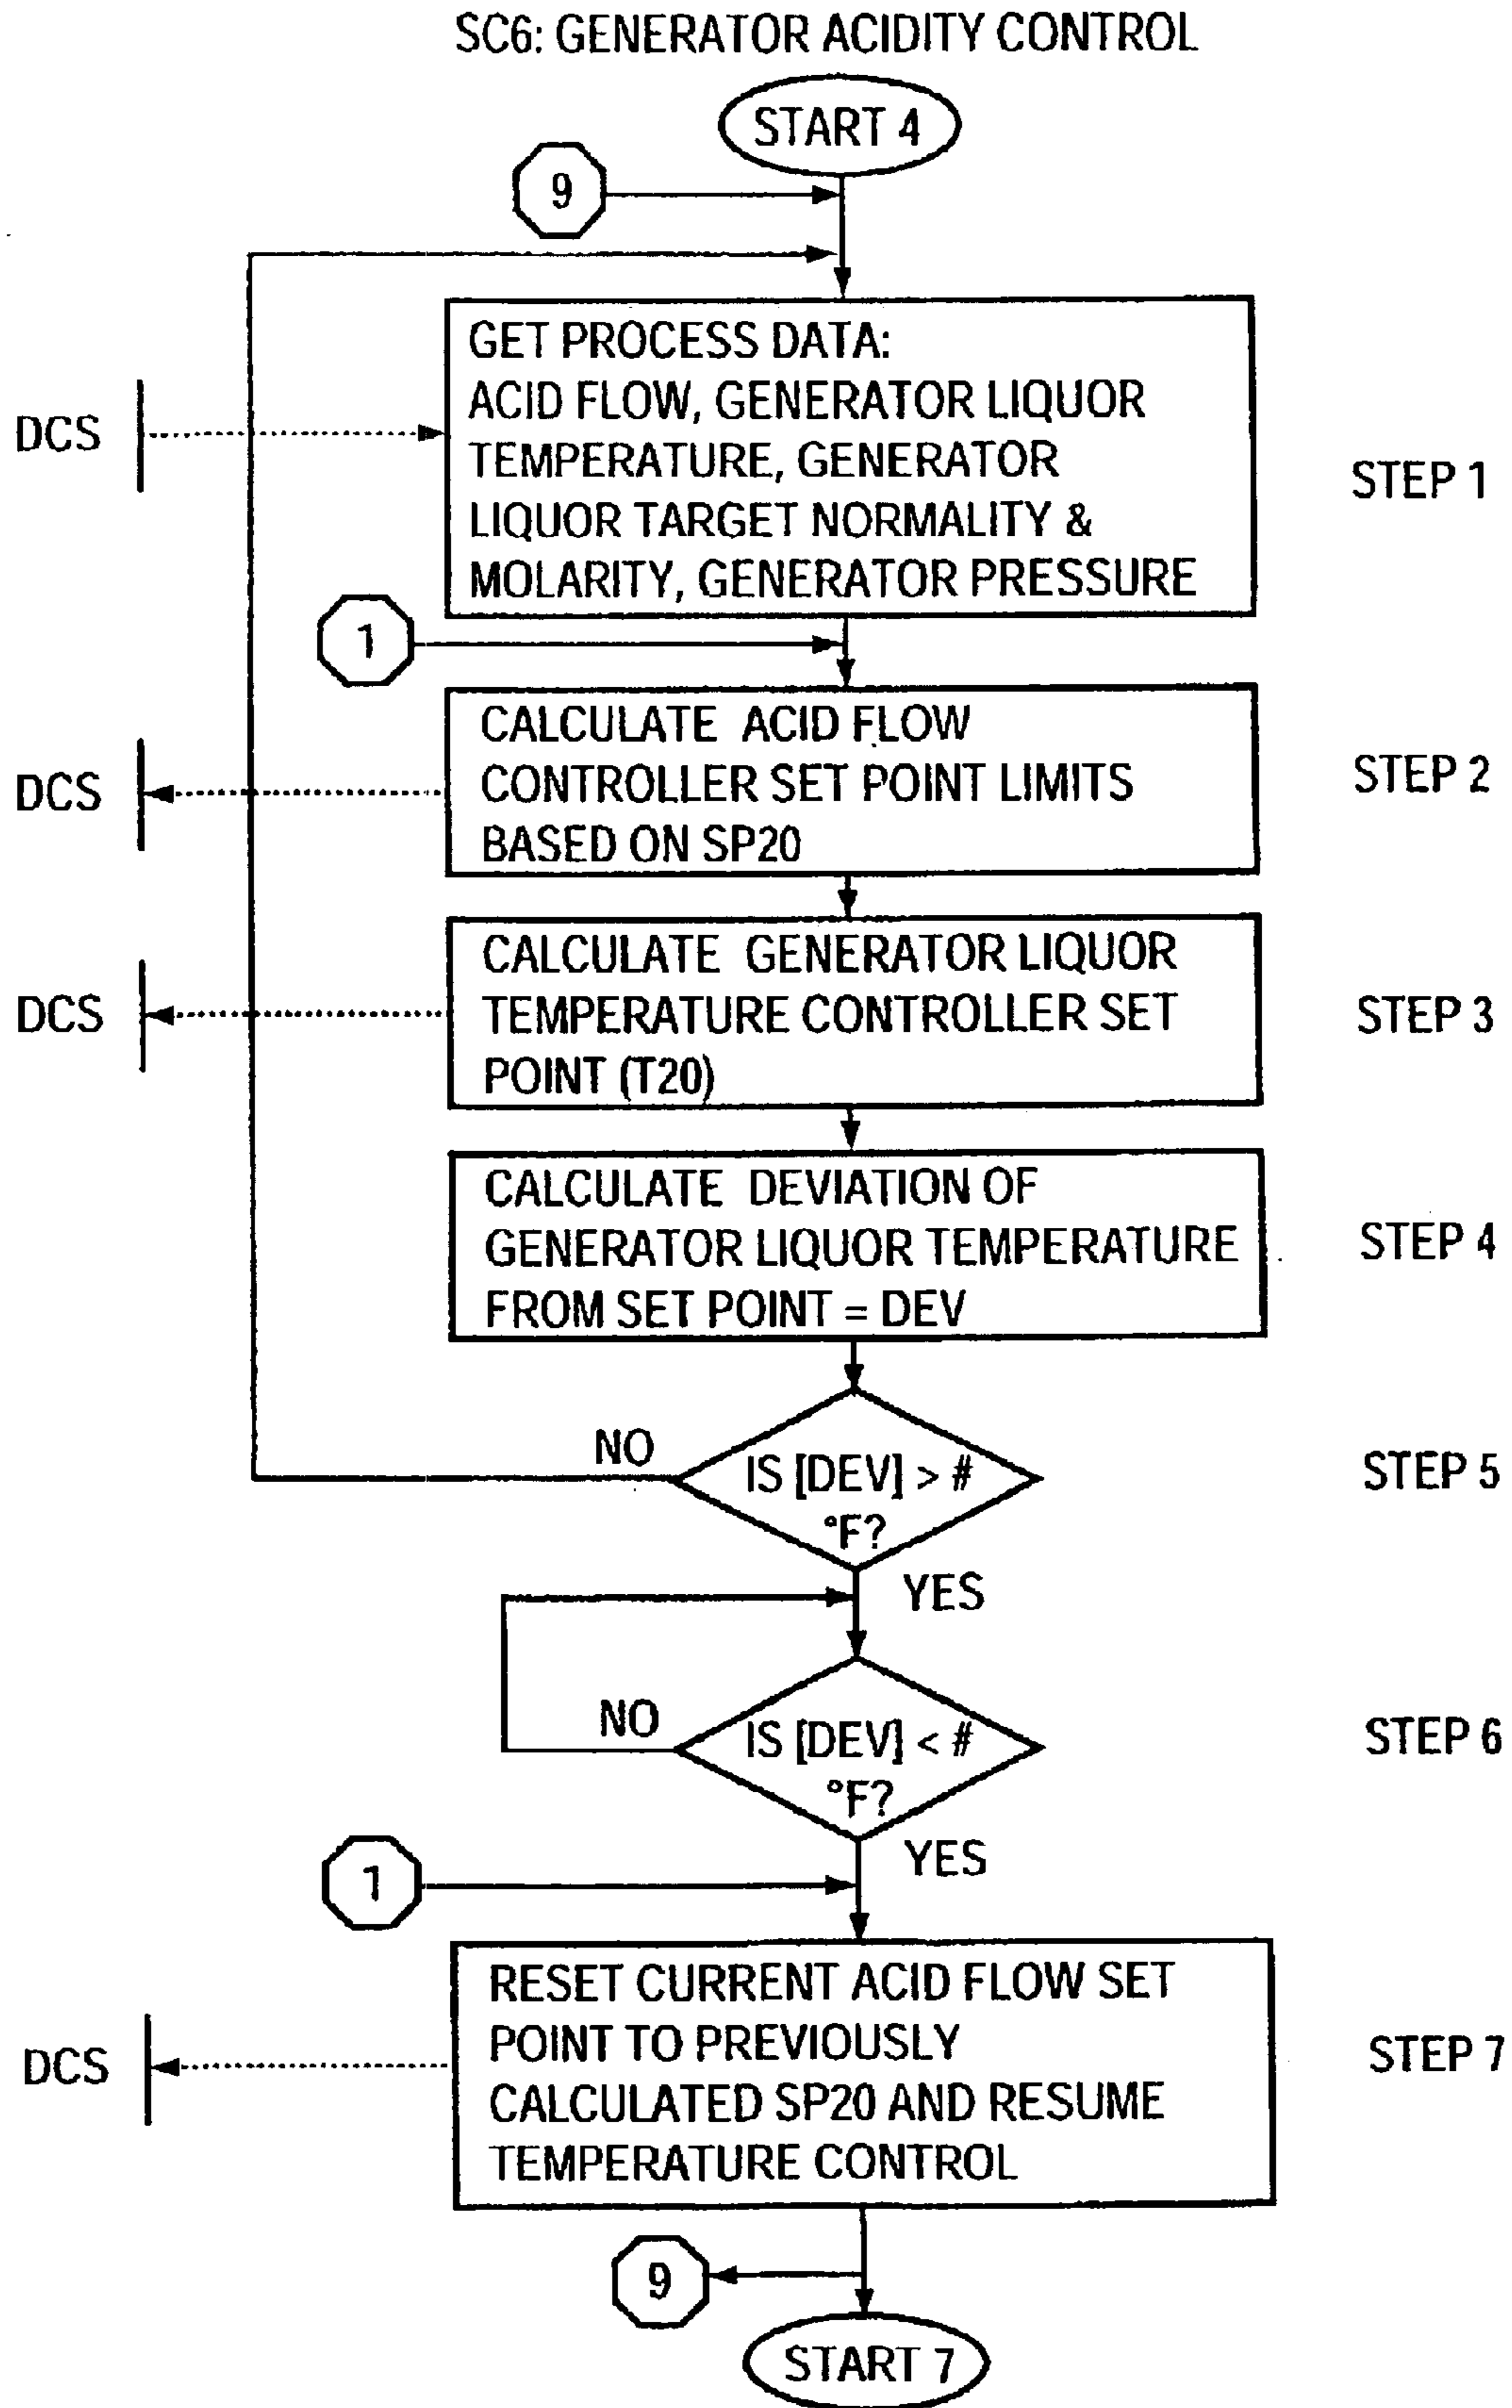 SC6: GENERATOR ACIDITY CONTROL
START 4
9
GET PROCESS DATA:
ACID FLOW, GENERATOR LIQUOR
TEMPERATURE, GENERATOR
LIQUOR TARGET NORMALITY &
MOLARITY, GENERATOR PRESSURE
DCS
STEP 1
1
CALCULATE ACID FLOW
CONTROLLER SET POINT LIMITS
BASED ON SP20
DCS
STEP 2
CALCULATE GENERATOR LIQUOR
TEMPERATURE CONTROLLER SET
POINT (T20)
DCS
STEP 3
CALCULATE DEVIATION OF
GENERATOR LIQUOR TEMPERATURE
FROM SET POINT = DEV
STEP 4
NO
IS [DEV] > #
°F?
STEP 5
YES
NO
IS [DEV] < #
°F?
STEP 6
YES
1
RESET CURRENT ACID FLOW SET
POINT TO PREVIOUSLY
CALCULATED SP20 AND RESUME
TEMPERATURE CONTROL
DCS
STEP 7
9
START 7